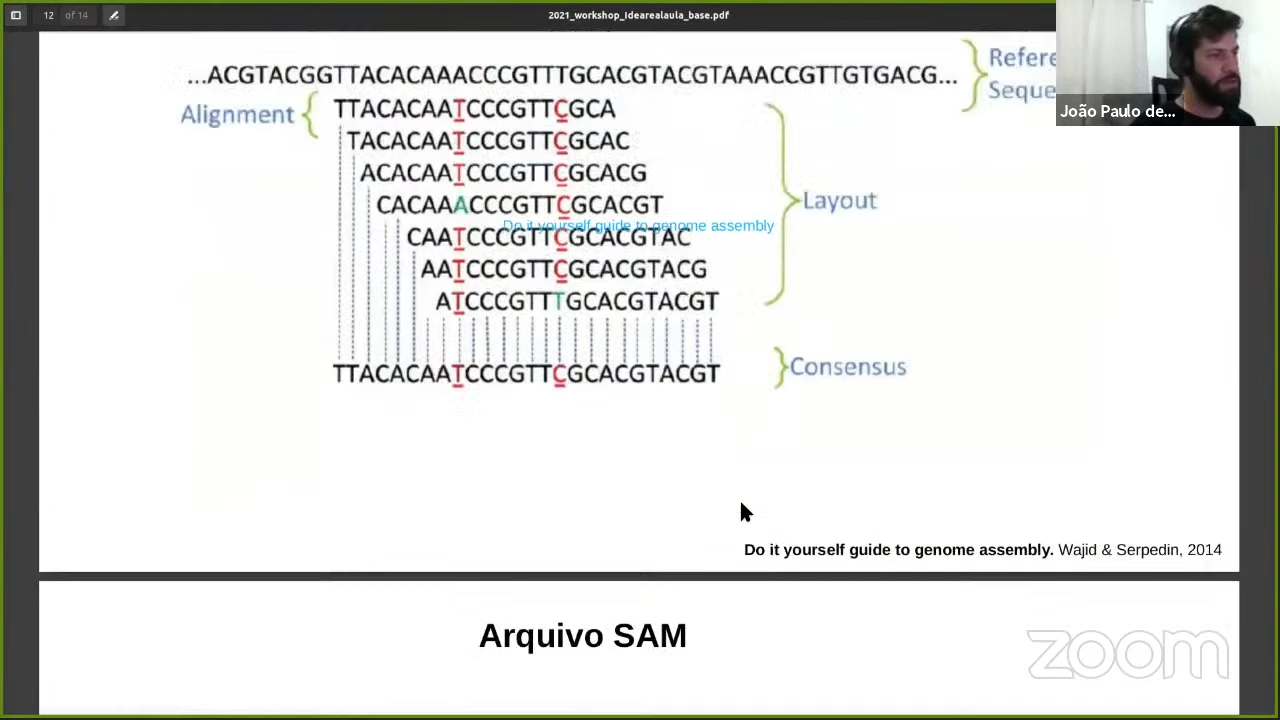 12 of 14
2021_workshop_idearealaula_base.pdf
...ACGTACGGTTACACAAACCCGTTTGCACGTACGTAAACCGTTGTGACG...
Refere
Seque
João Paulo de...
Alignment
TTACACAATCCCGTTCGCA
TACACAATCCCGTTCGCAC
ACACAATCCCGTTCGCACG
CACAAACCCGTTCGCACGT
Layout
Do it yourself guide to genome assembly
CAATCCCGTTCGCACGTAC
AATCCCGTTCGCACGTACG
ATCCCGTTTGCACGTACGT
TTACACAATCCCGTTCGCACGTACGT
Consensus
Do it yourself guide to genome assembly. Wajid & Serpedin, 2014
Arquivo SAM
zoom